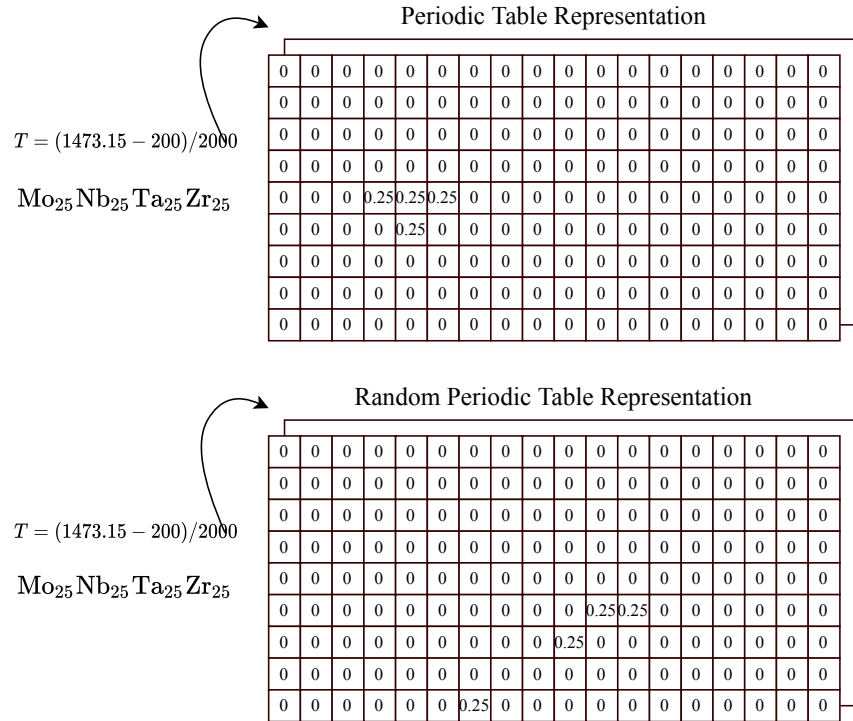 Periodic Table Representation
0 0 0 0 0 0 0 0 0 0 0 0 0 0 0 0 0 0
0 0 0 0 0 0 0 0 0 0 0 0 0 0 0 0 0 0
T = (1473.15 − 200)/2000
0 0 0 0 0 0 0 0 0 0 0 0 0 0 0 0 0 0
0 0 0 0 0 0 0 0 0 0 0 0 0 0 0 0 0 0
Mo₂₅Nb₂₅Ta₂₅Zr₂₅
0 0 0 0.25 0.25 0.25 0 0 0 0 0 0 0 0 0 0 0 0
0 0 0 0 0.25 0 0 0 0 0 0 0 0 0 0 0 0 0
0 0 0 0 0 0 0 0 0 0 0 0 0 0 0 0 0 0
0 0 0 0 0 0 0 0 0 0 0 0 0 0 0 0 0 0
0 0 0 0 0 0 0 0 0 0 0 0 0 0 0 0 0 0
Random Periodic Table Representation
0 0 0 0 0 0 0 0 0 0 0 0 0 0 0 0 0 0
0 0 0 0 0 0 0 0 0 0 0 0 0 0 0 0 0 0
0 0 0 0 0 0 0 0 0 0 0 0 0 0 0 0 0 0
T = (1473.15 − 200)/2000
0 0 0 0 0 0 0 0 0 0 0 0 0 0 0 0 0 0
0 0 0 0 0 0 0 0 0 0 0 0 0 0 0 0 0 0
Mo₂₅Nb₂₅Ta₂₅Zr₂₅
0 0 0 0 0 0 0 0 0 0 0.25 0.25 0 0 0 0 0 0
0 0 0 0 0 0 0 0 0 0.25 0 0 0 0 0 0 0 0
0 0 0 0 0 0 0 0 0 0 0 0 0 0 0 0 0 0
0 0 0 0 0 0 0.25 0 0 0 0 0 0 0 0 0 0 0